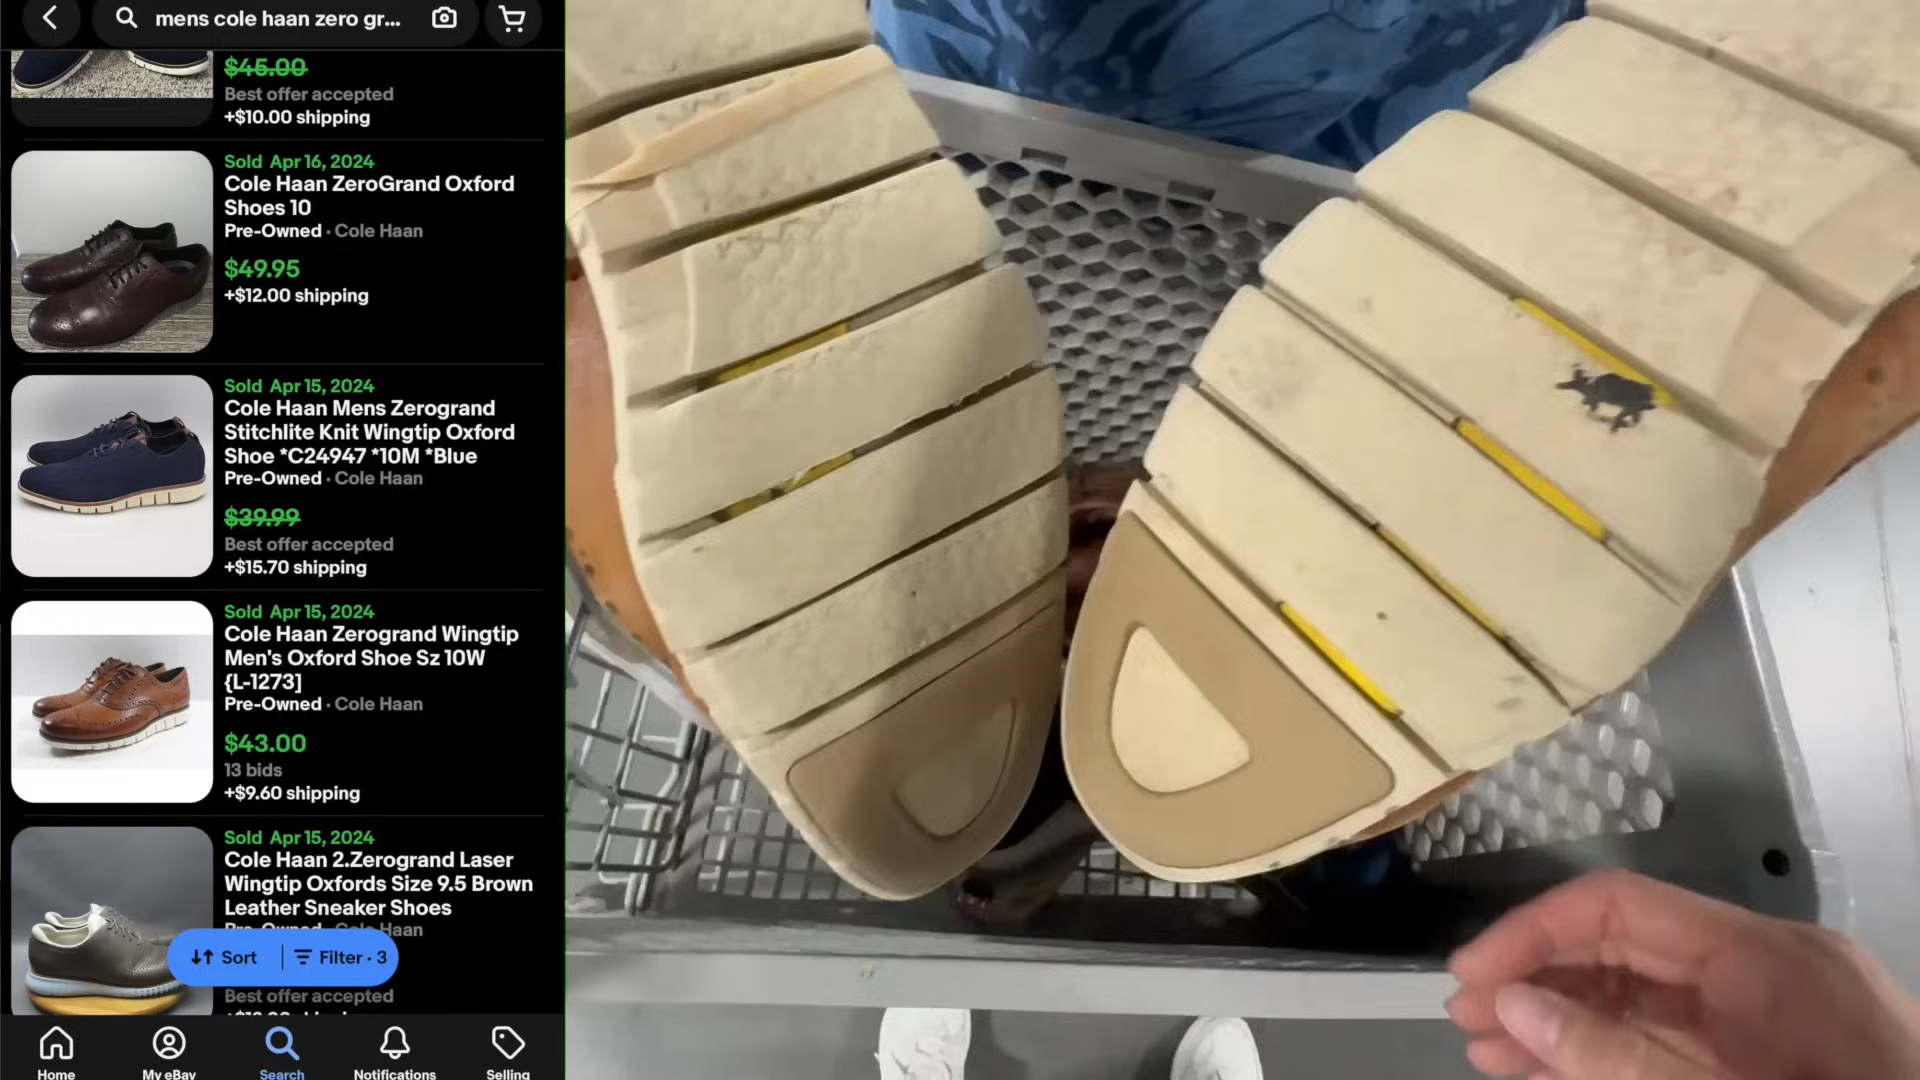 mens cole haan zero gr...
$45.00
Best offer accepted
+$10.00 shipping
Sold Apr 16, 2024
Cole Haan ZeroGrand Oxford
Shoes 10
Pre-Owned · Cole Haan
$49.95
+$12.00 shipping
Sold Apr 15, 2024
Cole Haan Mens Zerogrand
Stitchlite Knit Wingtip Oxford
Shoe *C24947 *10M *Blue
Pre-Owned · Cole Haan
$39.99
Best offer accepted
+$15.70 shipping
Sold Apr 15, 2024
Cole Haan Zerogrand Wingtip
Men's Oxford Shoe Sz 10W
{L-1273]
Pre-Owned · Cole Haan
$43.00
13 bids
+$9.60 shipping
Sold Apr 15, 2024
Cole Haan 2.Zerogrand Laser
Wingtip Oxfords Size 9.5 Brown
Leather Sneaker Shoes
Pre-Owned · Cole Haan
Sort Filter · 3
Best offer accepted
Home My eBay Search Notifications Selling